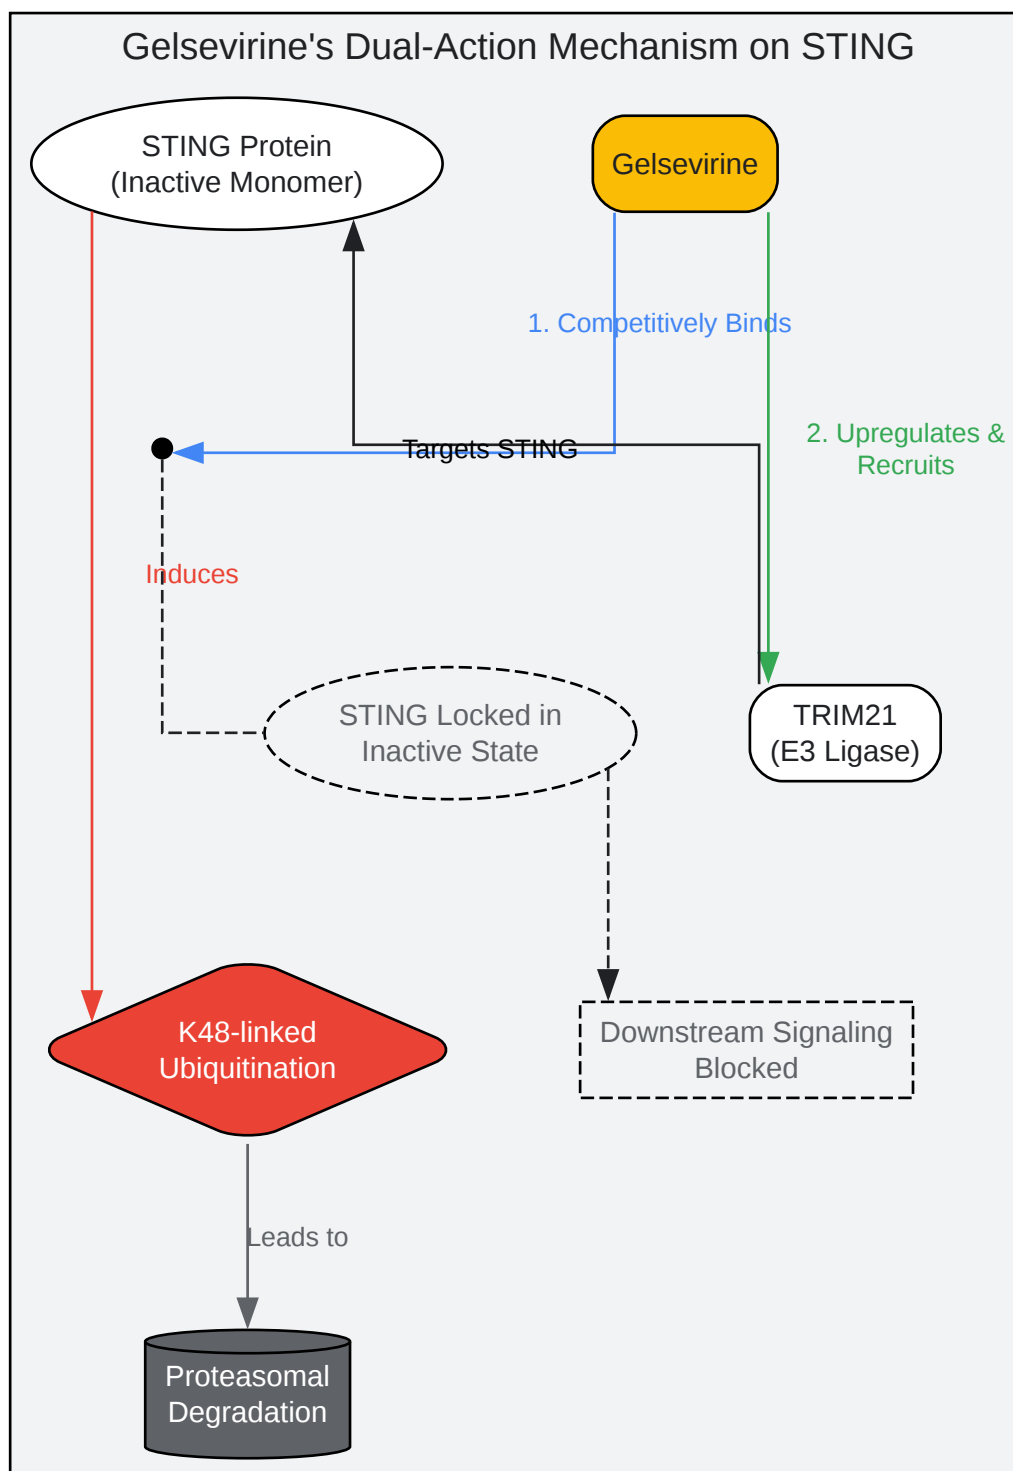 Gelsevirine's Dual-Action Mechanism on STING
STING Protein
(Inactive Monomer)
Gelsevirine
1. Competitively Binds
2. Upregulates &
Recruits
Targets STING
Induces
STING Locked in
Inactive State
TRIM21
(E3 Ligase)
K48-linked
Ubiquitination
Downstream Signaling
Blocked
Leads to
Proteasomal
Degradation